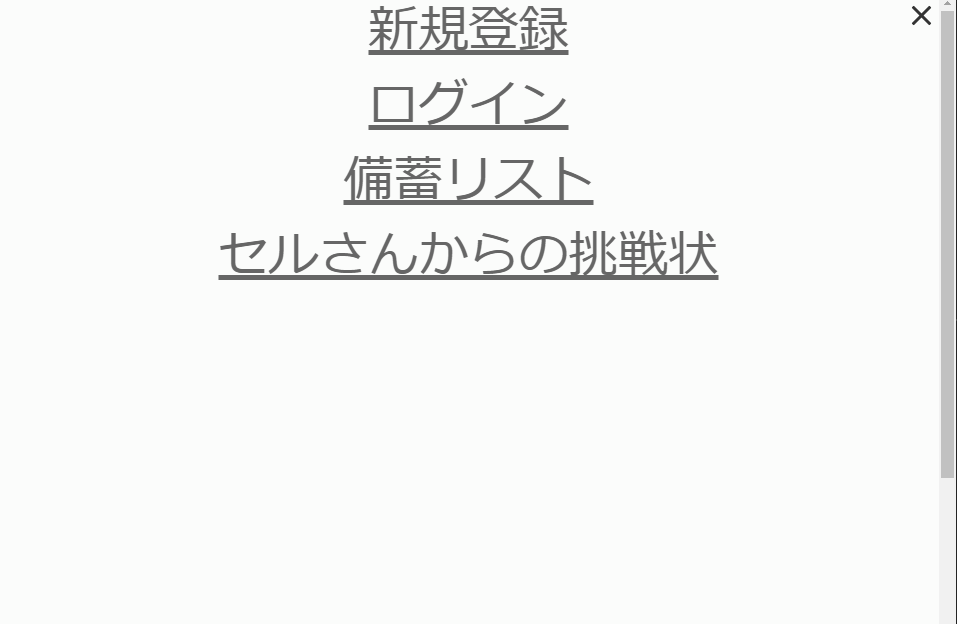 新規登録
ログイン
備蓄リスト
セルさんからの挑戦状